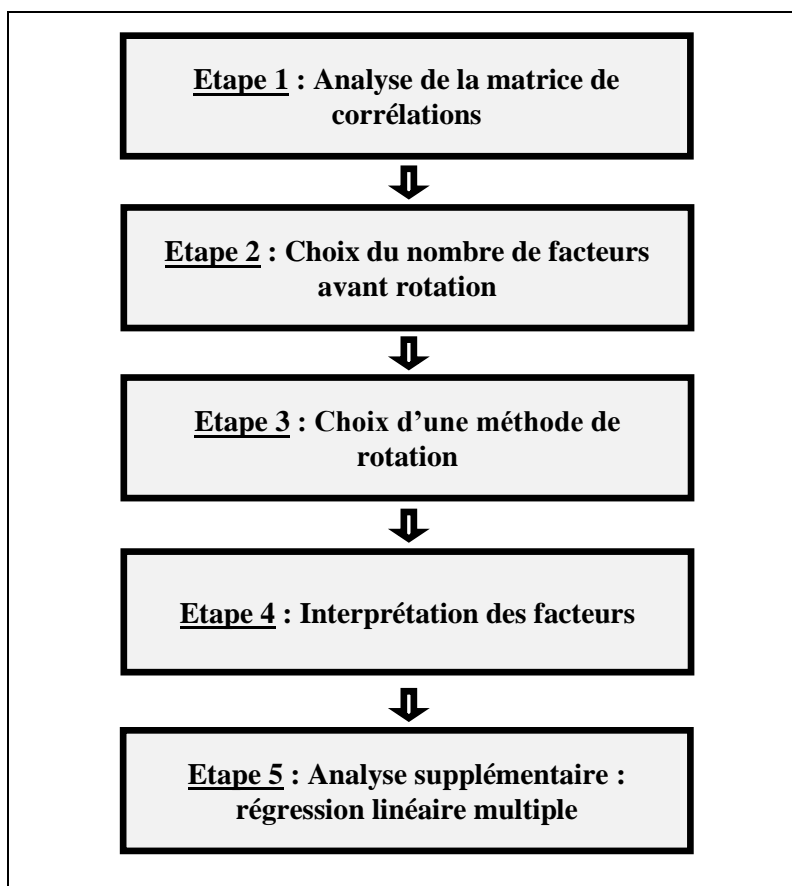 Etape 1 : Analyse de la matrice de
corrélations
Etape 2 : Choix du nombre de facteurs
avant rotation
Etape 3 : Choix d’une méthode de
rotation
Etape 4 : Interprétation des facteurs
Etape 5 : Analyse supplémentaire :
régression linéaire multiple